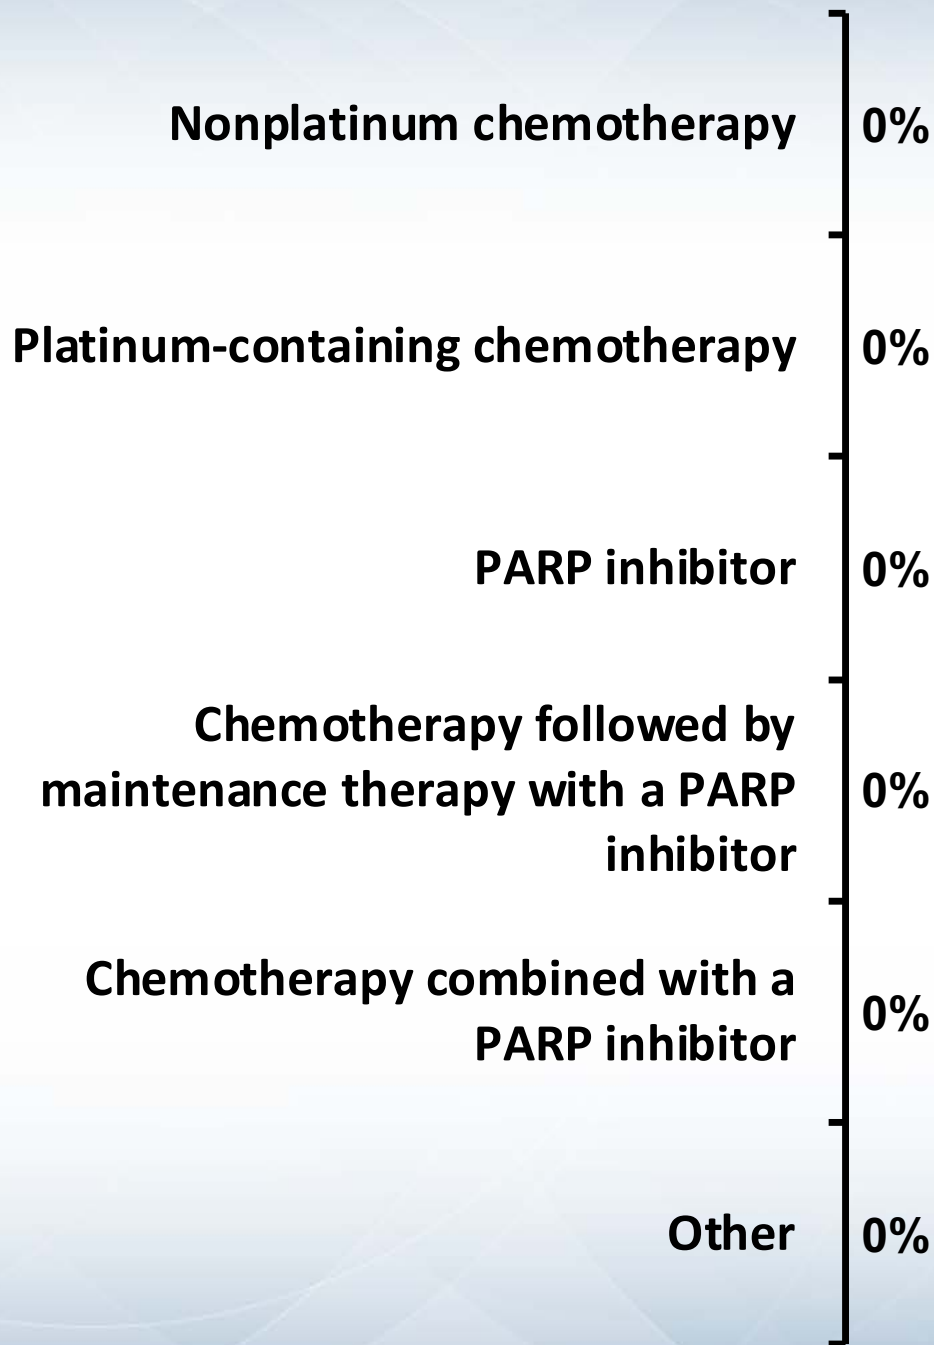 Nonplatinum chemotherapy 0%
Platinum-containing chemotherapy 0%
PARP inhibitor 0%
Chemotherapy followed by
maintenance therapy with a PARP 0%
inhibitor
Chemotherapy combined with a
PARP inhibitor 0%
Other 0%